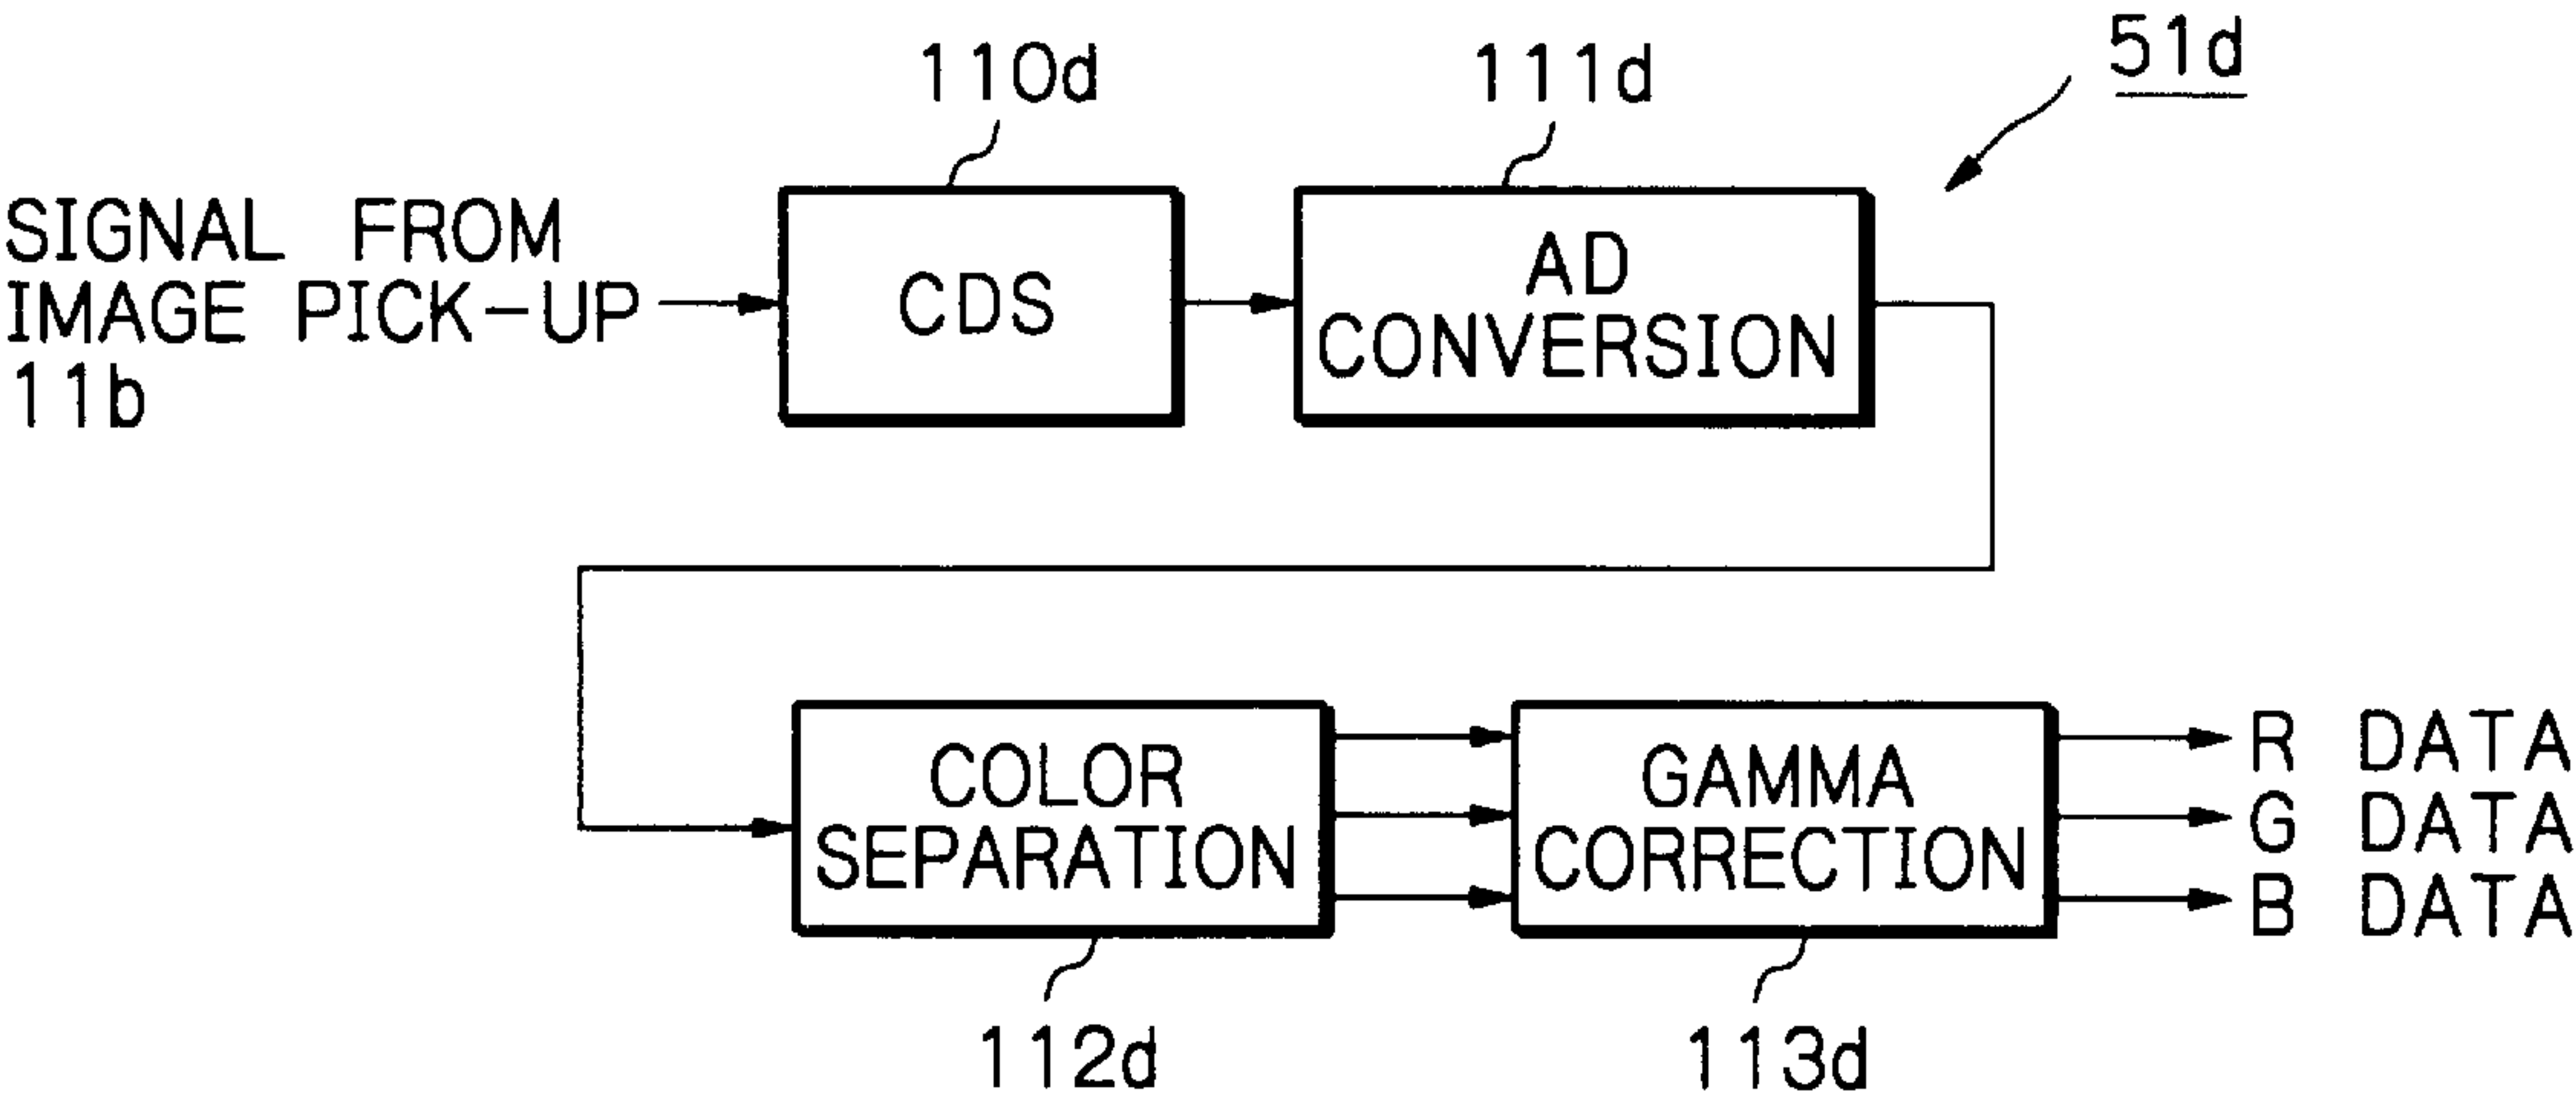 110d
111d
51d
SIGNAL FROM
IMAGE PICK-UP
11b
CDS
AD
CONVERSION
COLOR
SEPARATION
GAMMA
CORRECTION
R DATA
G DATA
B DATA
112d
113d